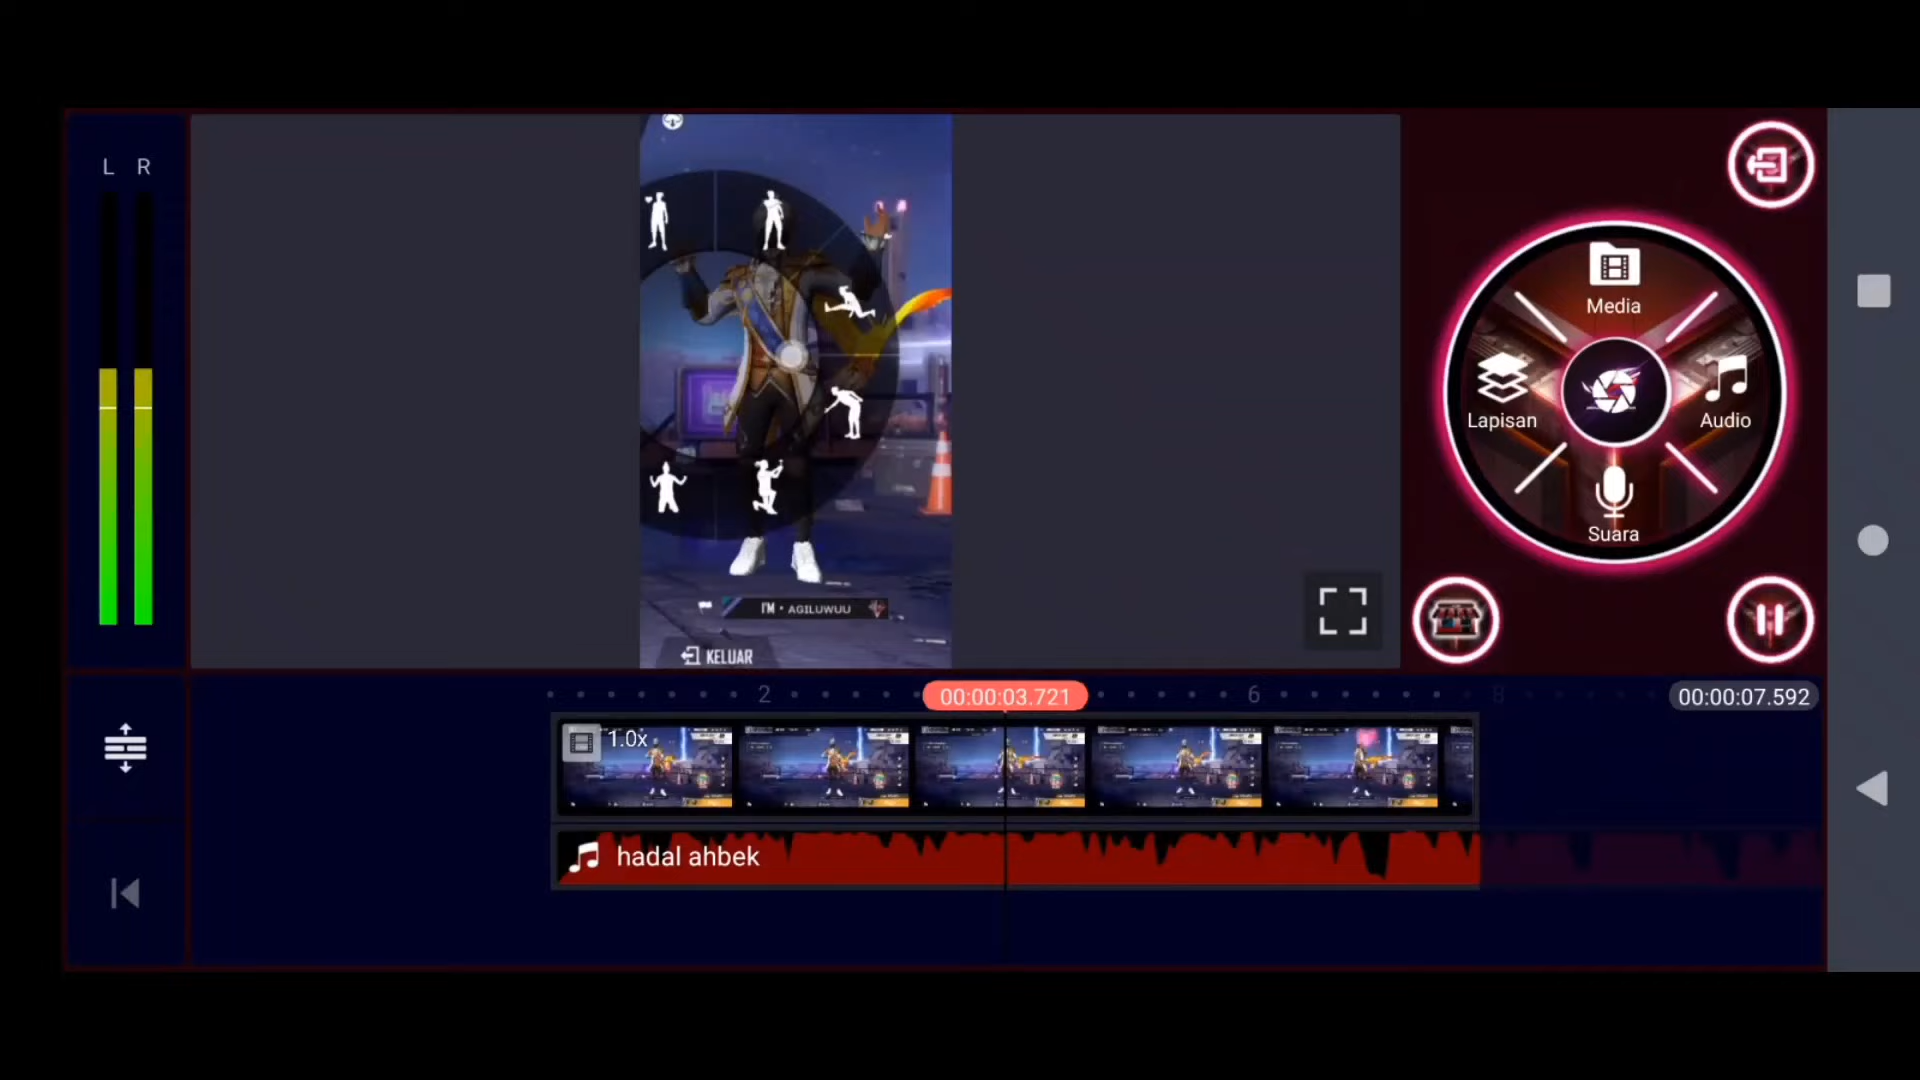 L R
Media
Lapisan
Audio
Suara
I'M • AGILUWUU
KELUAR
2
00:00:03.721
6
8
00:00:07.592
1.0x
hadal ahbek